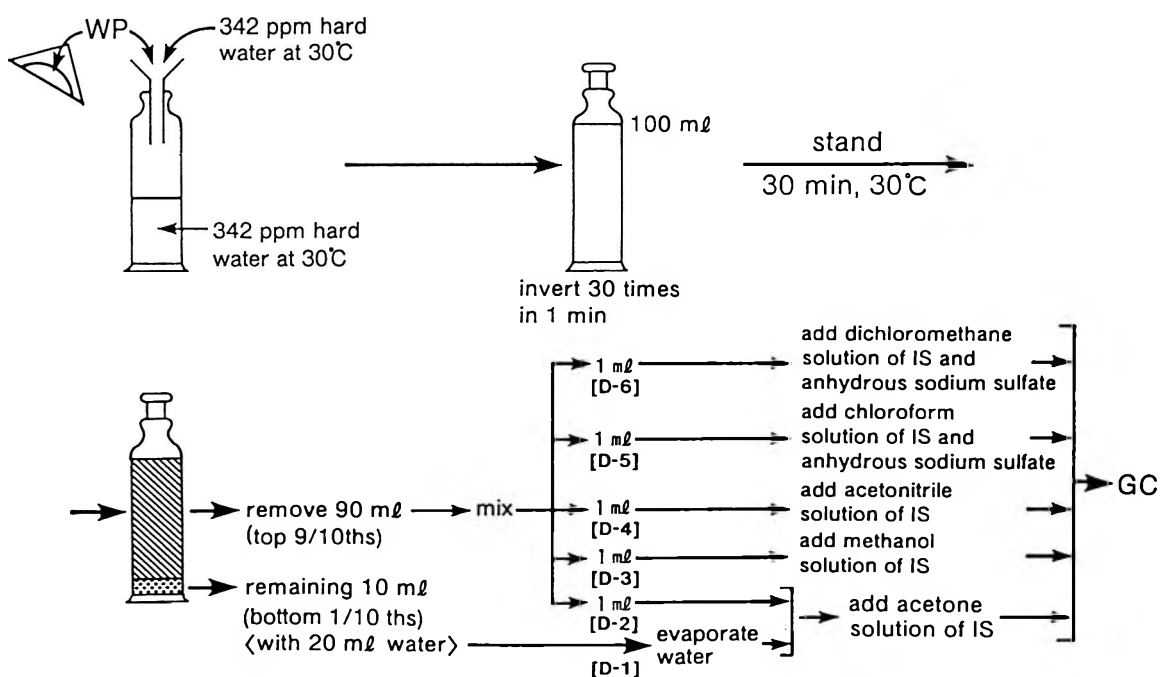 WP
342 ppm hard
water at 30℃
342 ppm hard
water at 30℃
100 mℓ
invert 30 times
in 1 min
stand
30 min, 30℃
remove 90 mℓ
(top 9/10ths)
mix
remaining 10 mℓ
(bottom 1/10 ths)
〈with 20 mℓ water〉
1 mℓ
[D-6]
add dichloromethane
solution of IS and
anhydrous sodium sulfate
1 mℓ
[D-5]
add chloroform
solution of IS and
anhydrous sodium sulfate
1 mℓ
[D-4]
add acetonitrile
solution of IS
1 mℓ
[D-3]
add methanol
solution of IS
1 mℓ
[D-2]
[D-1]
evaporate
water
add acetone
solution of IS
GC